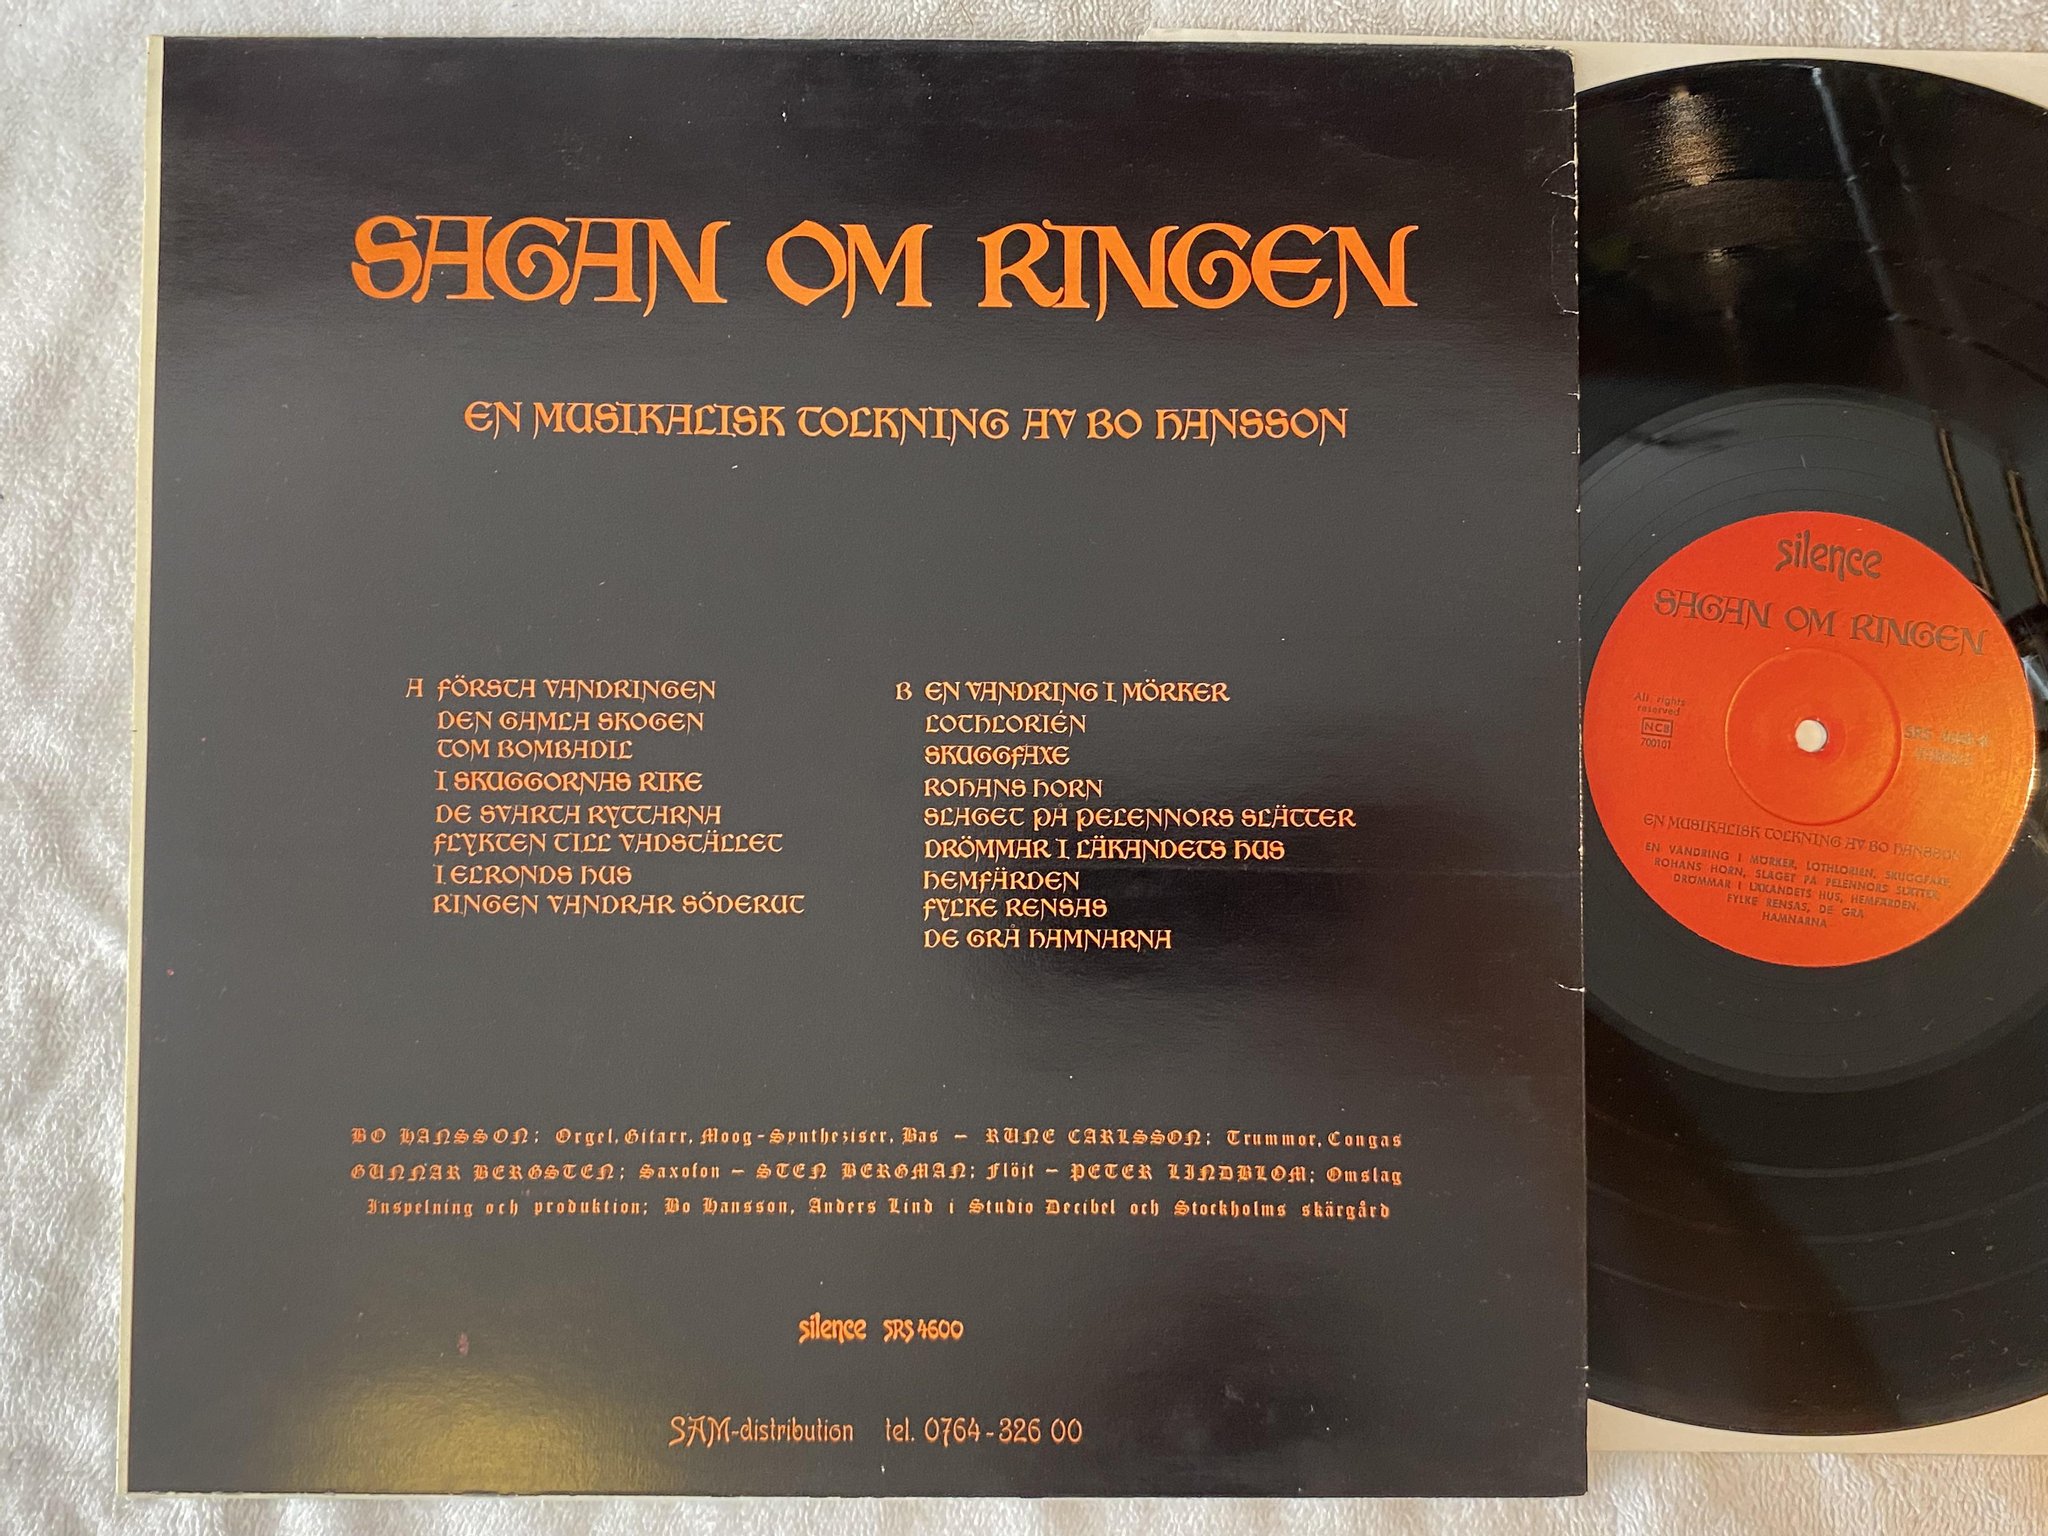 SAGAN OM RINGEN
EN MUSIKALISK TOLKNING AV BO HANSSON
A FÖRSTA VANDRINGEN
DEN GAMLA SKOGEN
TOM BOMBADIL
I SKUGGORNAS RIKE
DE SVARTA RYTTARNA
FLYKTEN TILL VADSTÄLLET
I ELRONDS HUS
RINGEN VANDRAR SÖDERUT
B EN VANDRING I MÖRKER
LOTHLORIÉN
SKUGGFAXE
ROHANS HORN
SLAGET PÅ PELENNORS SLÄTTER
DRÖMMAR I LÄKANDETS HUS
HEMFÄRDEN
FYLKE RENSAS
DE GRÅ HAMNARNA
BO HANSSON; Orgel, Gitarr, Moog-Syntheziser, Bas – RUNE CARLSSON; Trummor, Congas
GUNNAR BERGSTEN; Saxofon – STEN BERGMAN; Flöjt – PETER LINDBLOM; Omslag
Inspelning och produktion; Bo Hansson, Anders Lind i Studio Decibel och Stockholms skärgård
silence SRS 4600
SAM-distribution tel. 0764-326 00
silence
SAGAN OM RINGEN
All rights
reserved
NCB
700101
EN MUSIKALISK TOLKNING AV BO HANSSON
EN VANDRING I MÖRKER, LOTHLORIEN, SKUGGFAXE,
ROHANS HORN, SLAGET PÅ PELENNORS SLÄTTER,
DRÖMMAR I LÄKANDETS HUS, HEMFÄRDEN,
FYLKE RENSAS, DE GRÅ
HAMNARNA